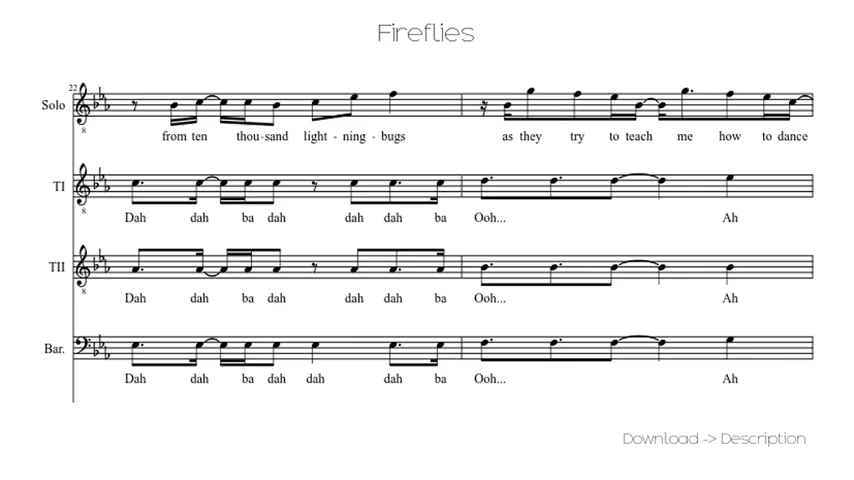 Fireflies
22
Solo
8
from ten thou-sand light - ning - bugs as they try to teach me how to dance
TI
8
Dah dah ba dah dah dah ba Ooh... Ah
TII
8
Dah dah ba dah dah dah ba Ooh... Ah
Bar.
Dah dah ba dah dah dah ba Ooh... Ah
Download -> Description